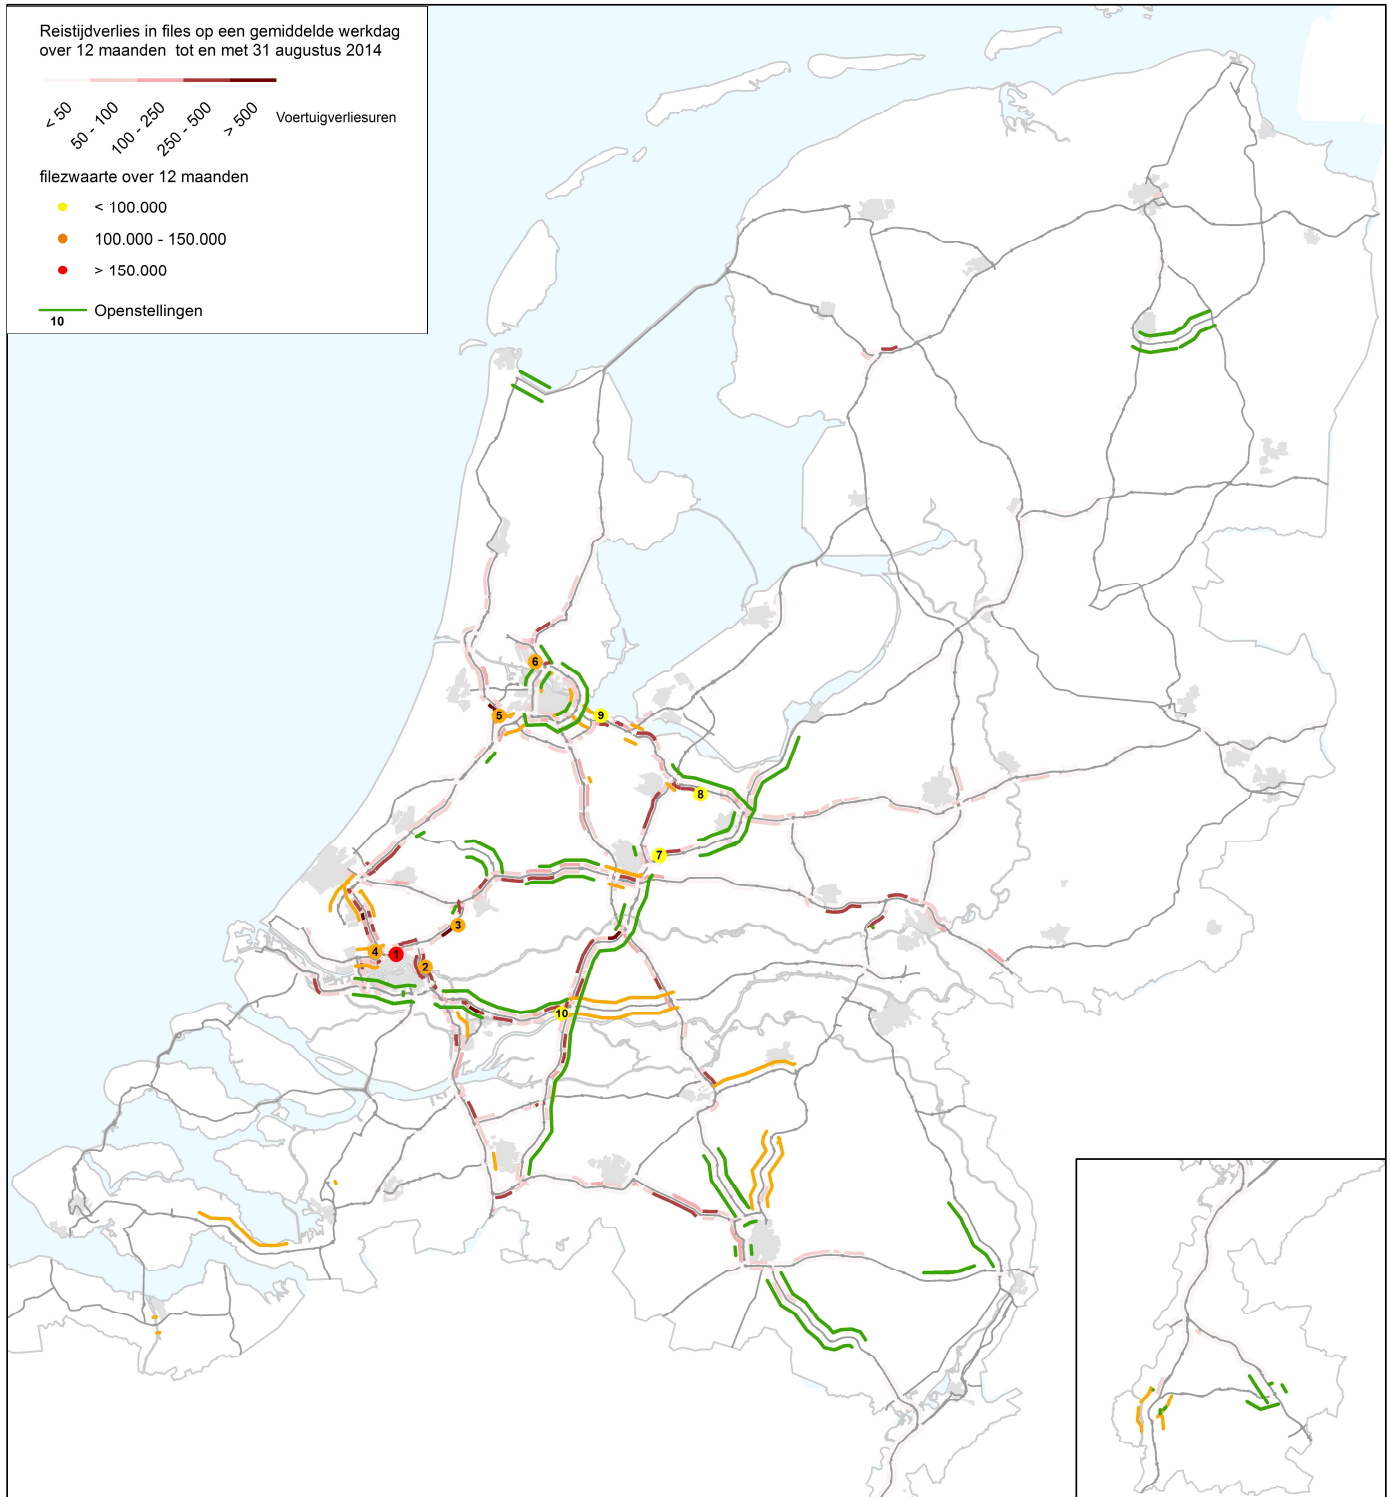 Reistijdverlies in files op een gemiddelde werkdag
over 12 maanden tot en met 31 augustus 2014
< 50
50 - 100
100 - 250
250 - 500
> 500
Voertuigverliesuren
filezwaarte over 12 maanden
< 100.000
100.000 - 150.000
> 150.000
Openstellingen
10
6
5
9
8
7
3
4
1
2
10